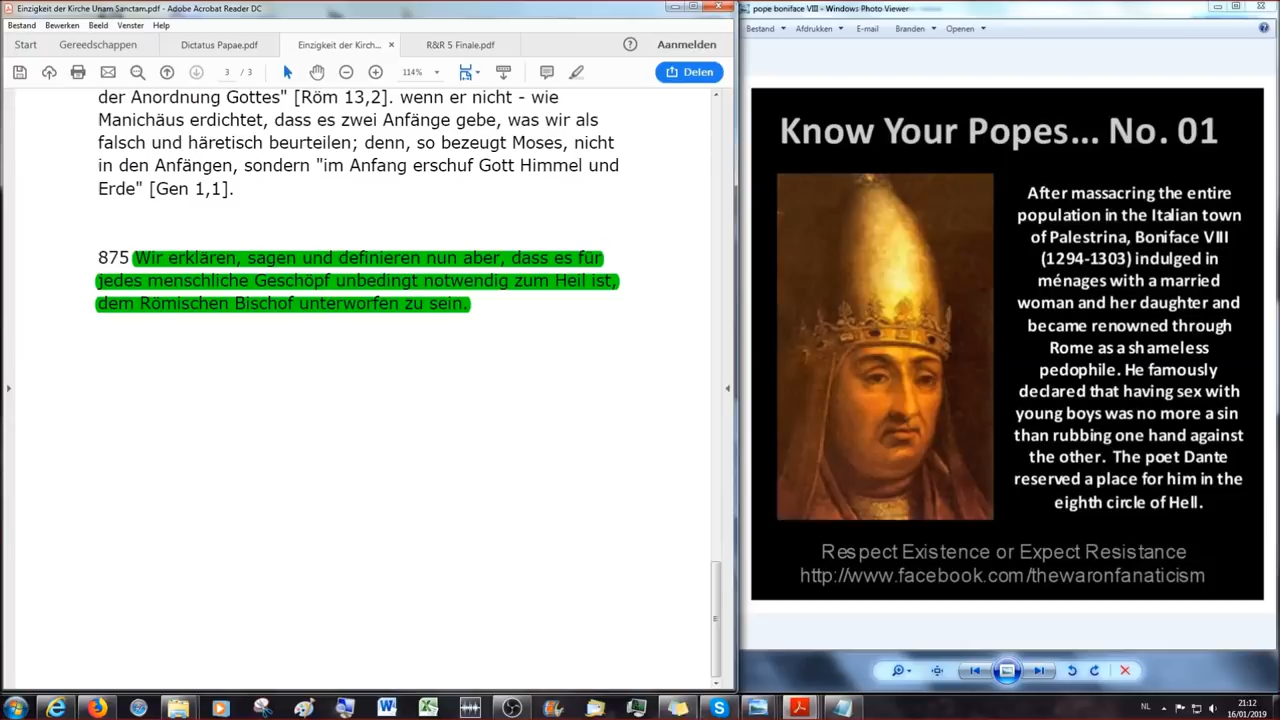 Einzigkeit der Kirche Unam Sanctam.pdf - Adobe Acrobat Reader DC
Bestand Bewerken Beeld Venster Help
Start Gereedschappen Dictatus Papae.pdf Einzigkeit der Kirch... × R&R 5 Finale.pdf Aanmelden
3 / 3 114% Delen
der Anordnung Gottes" [Röm 13,2]. wenn er nicht - wie
Manichäus erdichtet, dass es zwei Anfänge gebe, was wir als
falsch und häretisch beurteilen; denn, so bezeugt Moses, nicht
in den Anfängen, sondern "im Anfang erschuf Gott Himmel und
Erde" [Gen 1,1].
875 Wir erklären, sagen und definieren nun aber, dass es für
jedes menschliche Geschöpf unbedingt notwendig zum Heil ist,
dem Römischen Bischof unterworfen zu sein.
pope boniface VIII - Windows Photo Viewer
Bestand Afdrukken E-mail Branden Openen
Know Your Popes... No. 01
After massacring the entire
population in the Italian town
of Palestrina, Boniface VIII
(1294-1303) indulged in
ménages with a married
woman and her daughter and
became renowned through
Rome as a shameless
pedophile. He famously
declared that having sex with
young boys was no more a sin
than rubbing one hand against
the other. The poet Dante
reserved a place for him in the
eighth circle of Hell.
Respect Existence or Expect Resistance
http://www.facebook.com/thewaronfanaticism
NL 21:12
16/01/2019